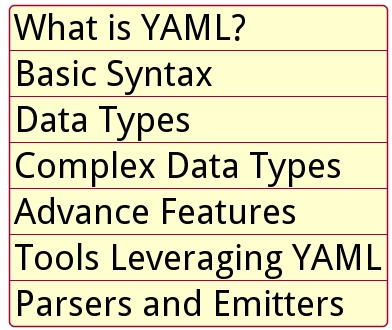 What is YAML?
Basic Syntax
Data Types
Complex Data Types
Advance Features
Tools Leveraging YAML
Parsers and Emitters